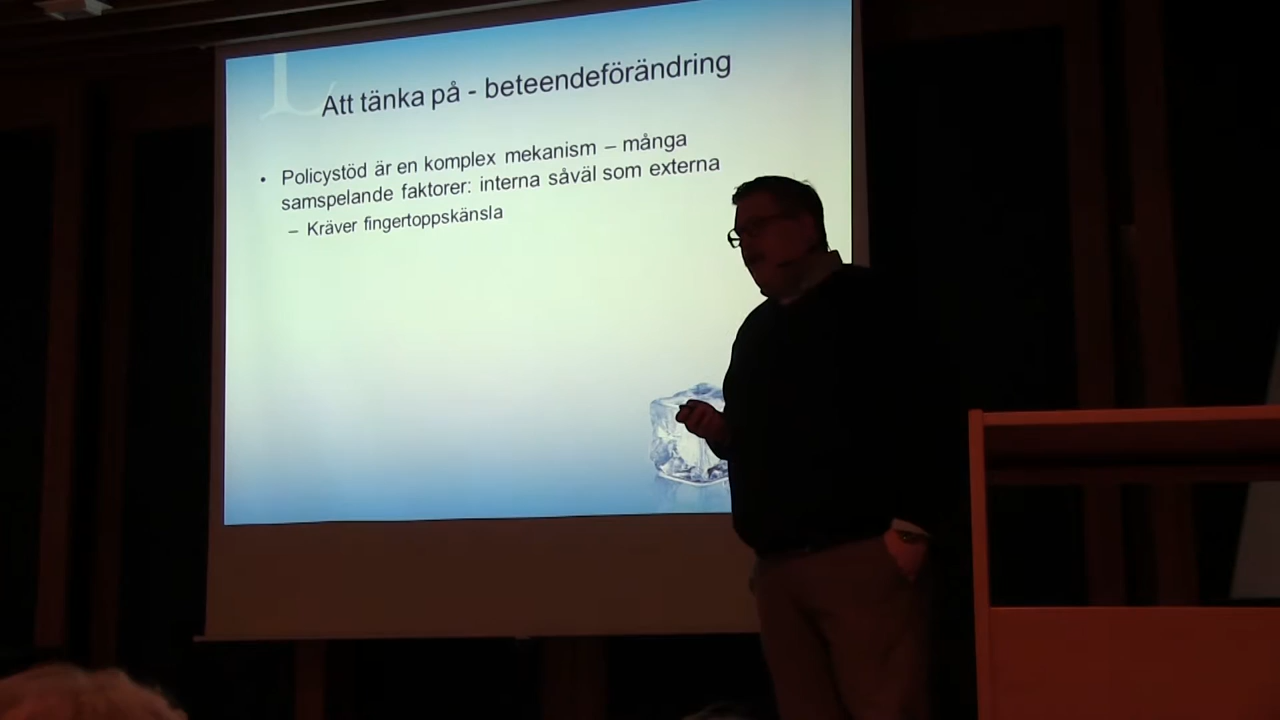 Att tänka på - beteendeförändring
• Policystöd är en komplex mekanism – många
samspelande faktorer: interna såväl som externa
– Kräver fingertoppskänsla